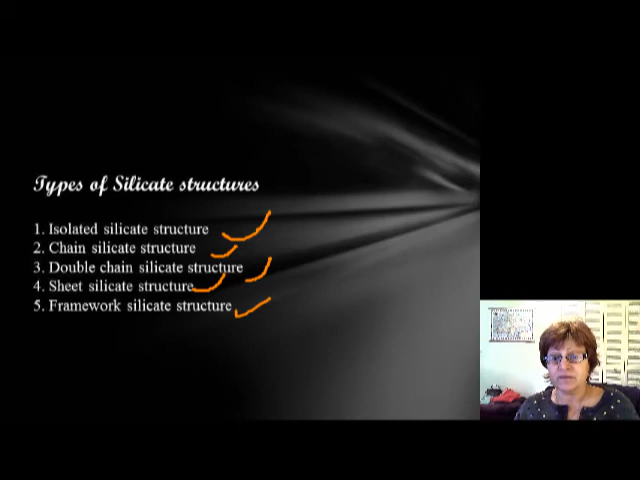 Types of Silicate structures
1. Isolated silicate structure
2. Chain silicate structure
3. Double chain silicate structure
4. Sheet silicate structure
5. Framework silicate structure